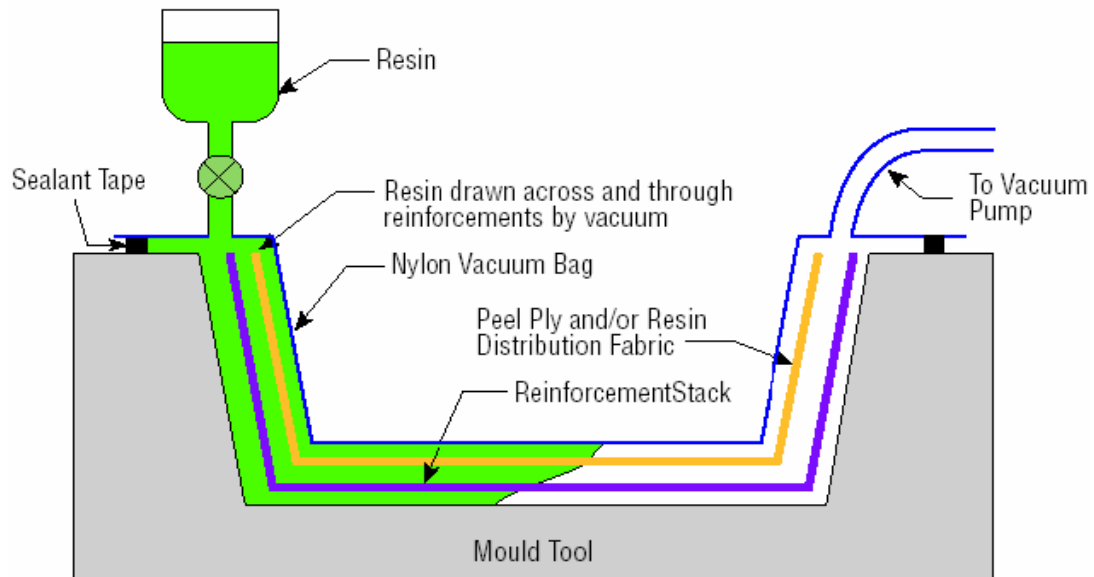 Resin
Sealant Tape
Resin drawn across and through
reinforcements by vacuum
To Vacuum
Pump
Nylon Vacuum Bag
Peel Ply and/or Resin
Distribution Fabric
ReinforcementStack
Mould Tool